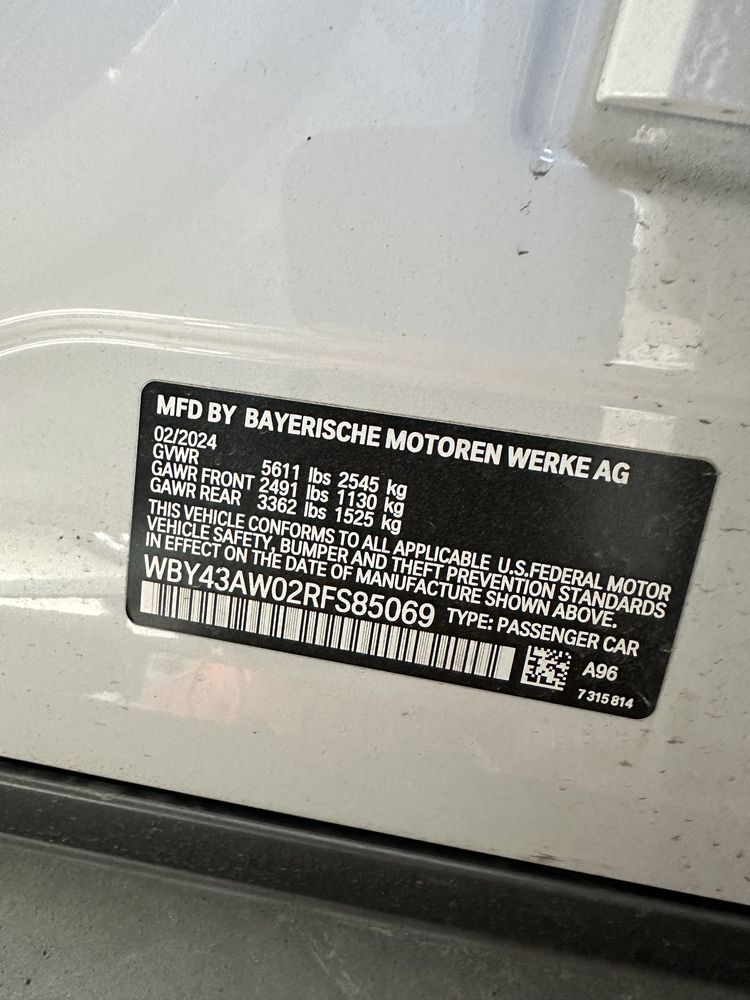 MFD BY BAYERISCHE MOTOREN WERKE AG
02/2024
GVWR 5611 lbs 2545 kg
GAWR FRONT 2491 lbs 1130 kg
GAWR REAR 3362 lbs 1525 kg
THIS VEHICLE CONFORMS TO ALL APPLICABLE U.S.FEDERAL MOTOR
VEHICLE SAFETY, BUMPER AND THEFT PREVENTION STANDARDS
IN EFFECT ON THE DATE OF MANUFACTURE SHOWN ABOVE.
WBY43AW02RFS85069 TYPE: PASSENGER CAR
A96
7 315 814